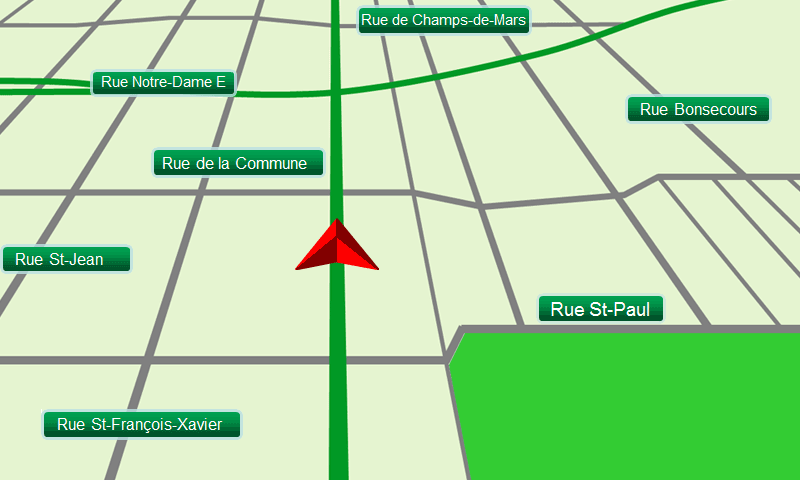 Rue de Champs-de-Mars
Rue Notre-Dame E
Rue Bonsecours
Rue de la Commune
Rue St-Jean
Rue St-Paul
Rue St-François-Xavier